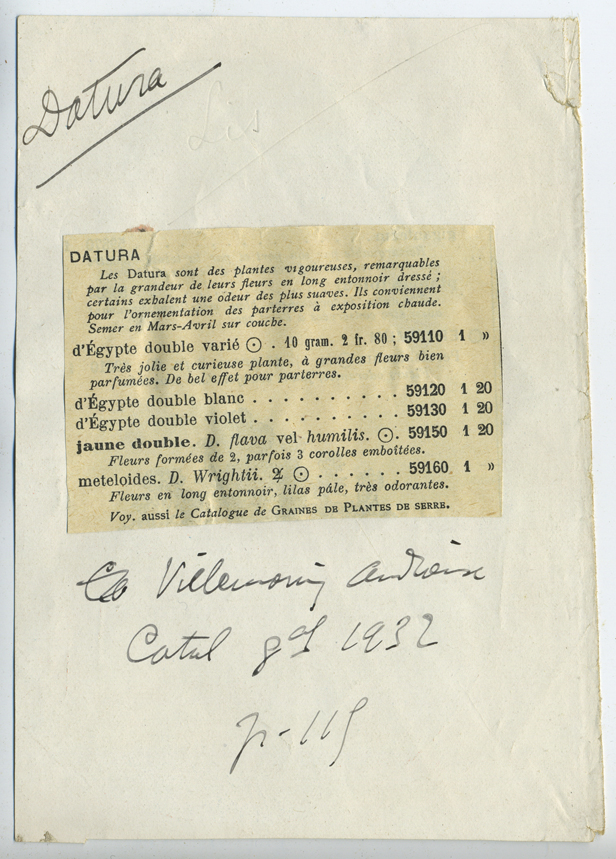 Datura
Les
DATURA
Les Datura sont des plantes vigoureuses, remarquables
par la grandeur de leurs fleurs en long entonnoir dressé ;
certains exhalent une odeur des plus suaves. Ils conviennent
pour l'ornementation des parterres à exposition chaude.
Semer en Mars-Avril sur couche.
d'Égypte double varié ☉ . 10 gram. 2 fr. 80 ; 59110 1 »
Très jolie et curieuse plante, à grandes fleurs bien
parfumées. De bel effet pour parterres.
d'Égypte double blanc . . . . . . . . . . 59120 1 20
d'Égypte double violet . . . . . . . . . . 59130 1 20
jaune double. D. flava vel humilis. ☉. 59150 1 20
Fleurs formées de 2, parfois 3 corolles emboîtées.
meteloides. D. Wrightii. ♃ ☉ . . . . . . 59160 1 »
Fleurs en long entonnoir, lilas pâle, très odorantes.
Voy. aussi le Catalogue de GRAINES DE PLANTES DE SERRE.
Villemorin Andrieux
Catal gal 1932
p-119